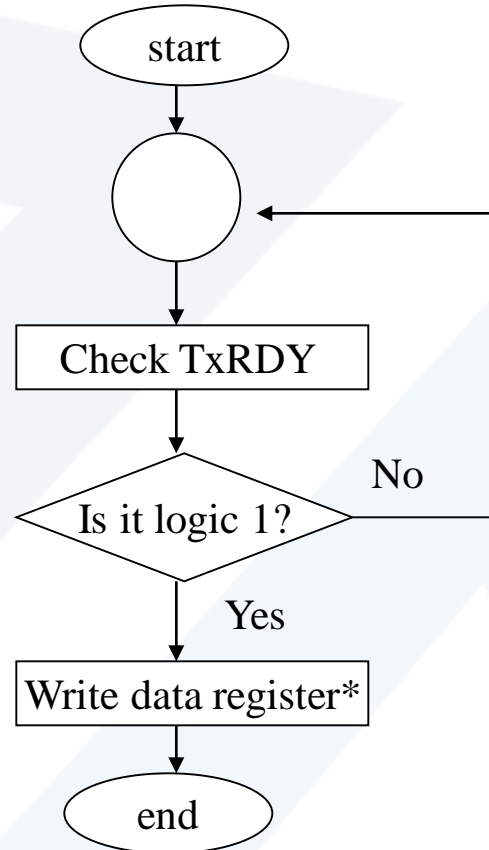 start
Check TxRDY
No
Is it logic 1?
Yes
Write data register*
end